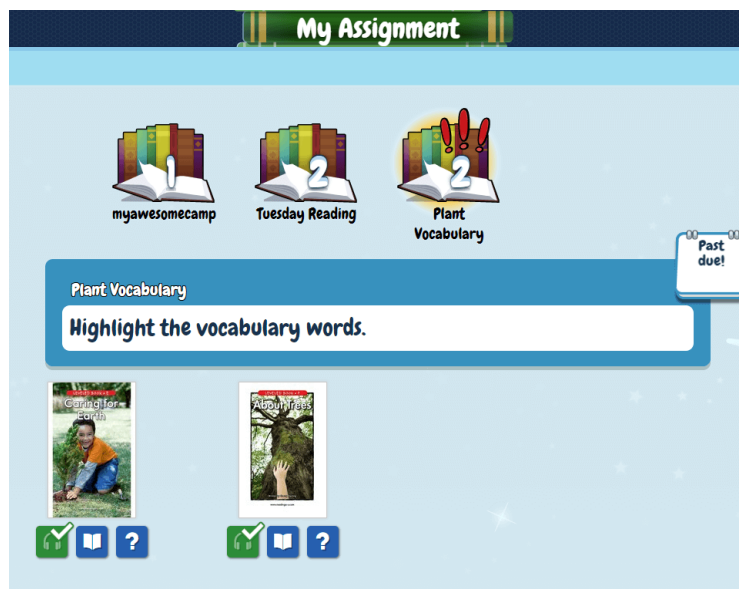 My Assignment
1
2
!!!
2
myawesomecamp
Tuesday Reading
Plant
Vocabulary
Past
due!
Plant Vocabulary
Highlight the vocabulary words.
Caring for
Earth
About Trees
?
?